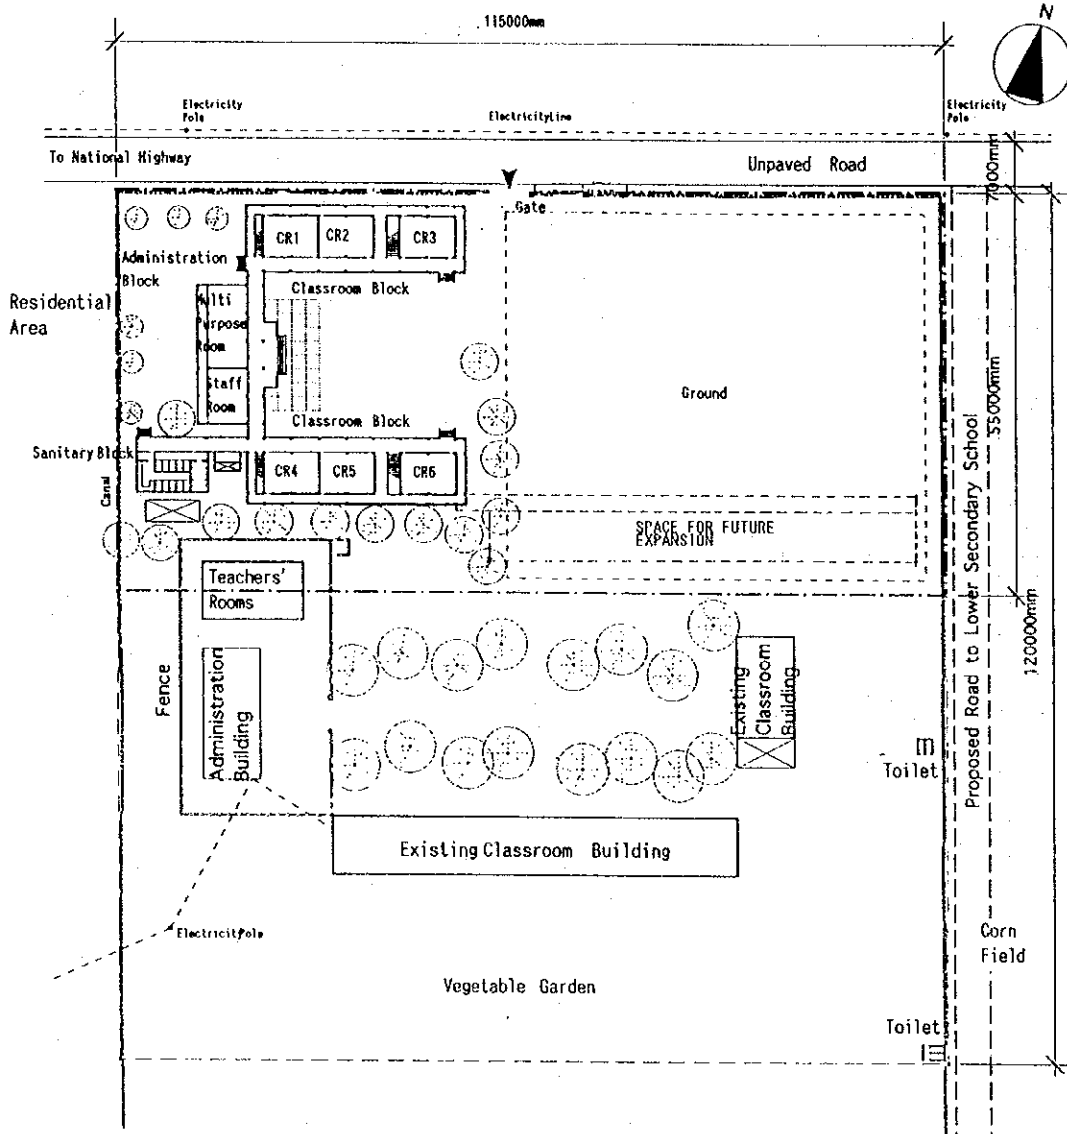 115000mm
N
Electricity
Pole
ElectricityLine
Electricity
Pole
To National Highway
Unpaved Road
7000mm
Gate
CR1
CR2
CR3
Administration
Block
Classroom Block
Residential
Area
Multi
Purpose
Room
Staff
Room
Ground
55000mm
Classroom Block
Sanitary Block
CR4
CR5
CR6
Canal
SPACE FOR FUTURE
EXPANSION
Proposed Road to Lower Secondary School
Teachers'
Rooms
120000mm
Fence
Administration
Building
Existing
Classroom
Building
Toilet
Existing Classroom Building
ElectricityPole
Corn
Field
Vegetable Garden
Toilet